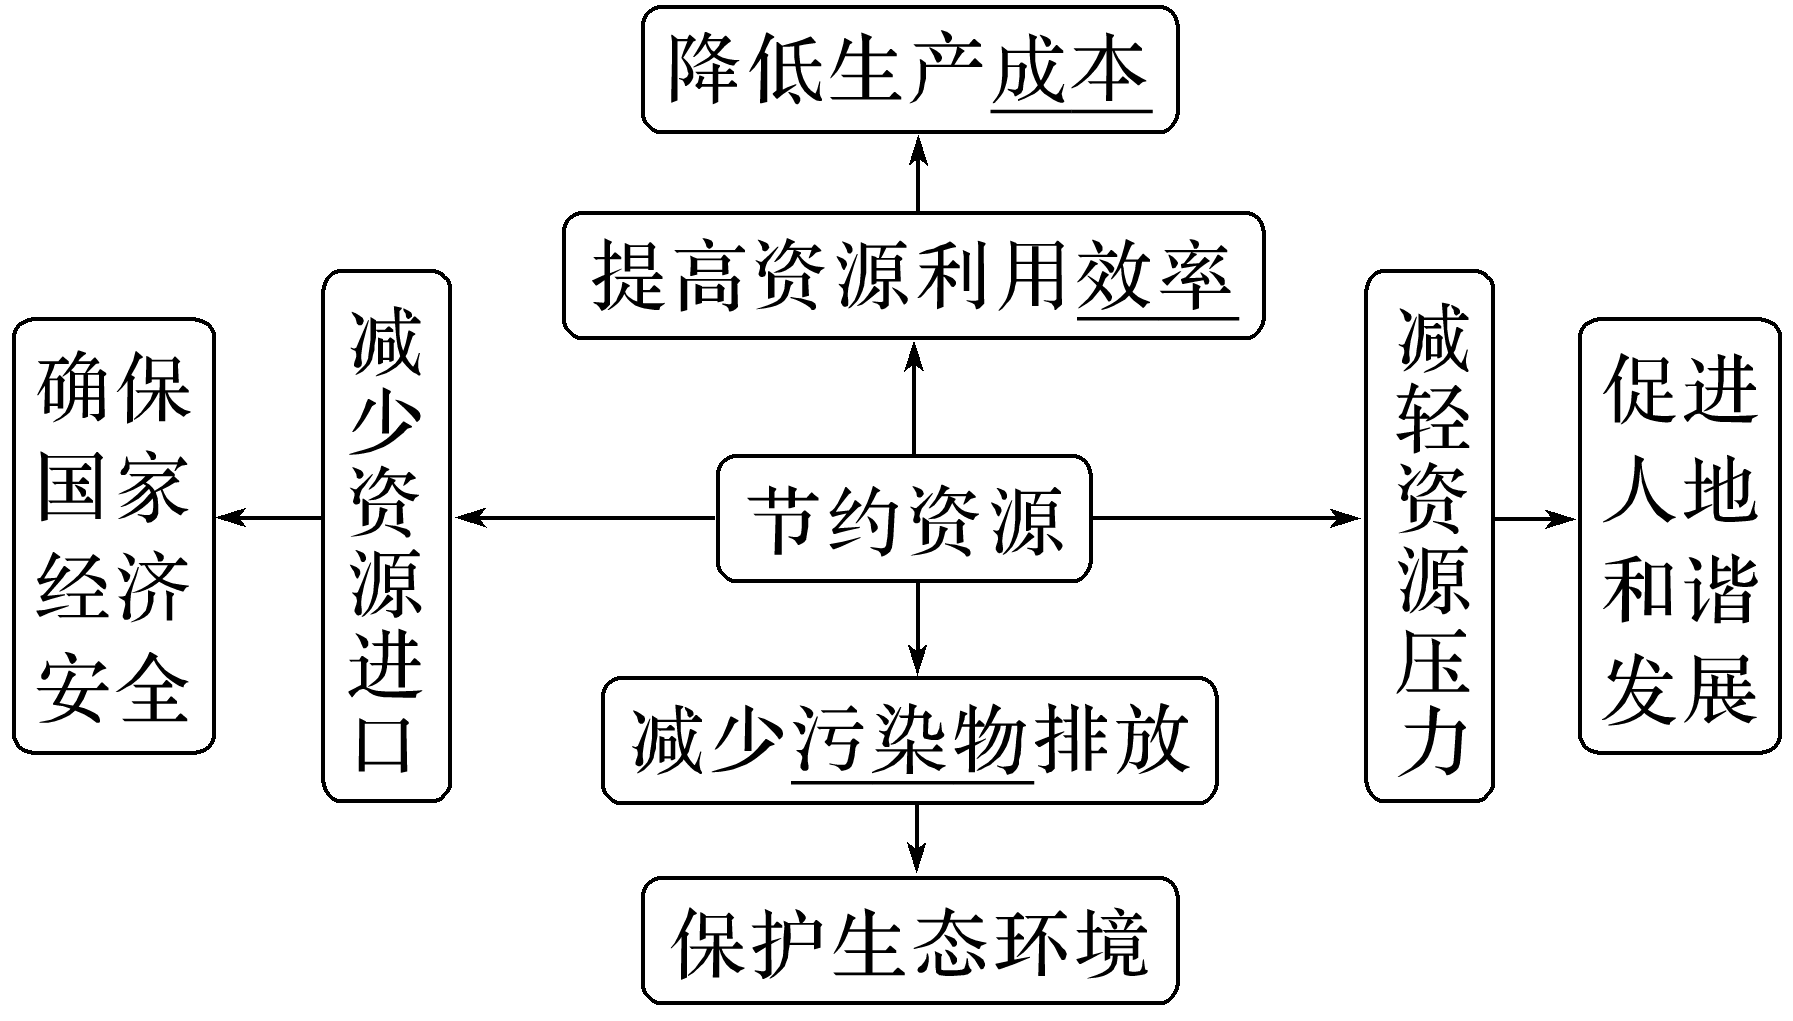 降低生产成本
提高资源利用效率
确保
国家
经济
安全
减少资源进口
节约资源
减轻资源压力
促进
人地
和谐
发展
减少污染物排放
保护生态环境